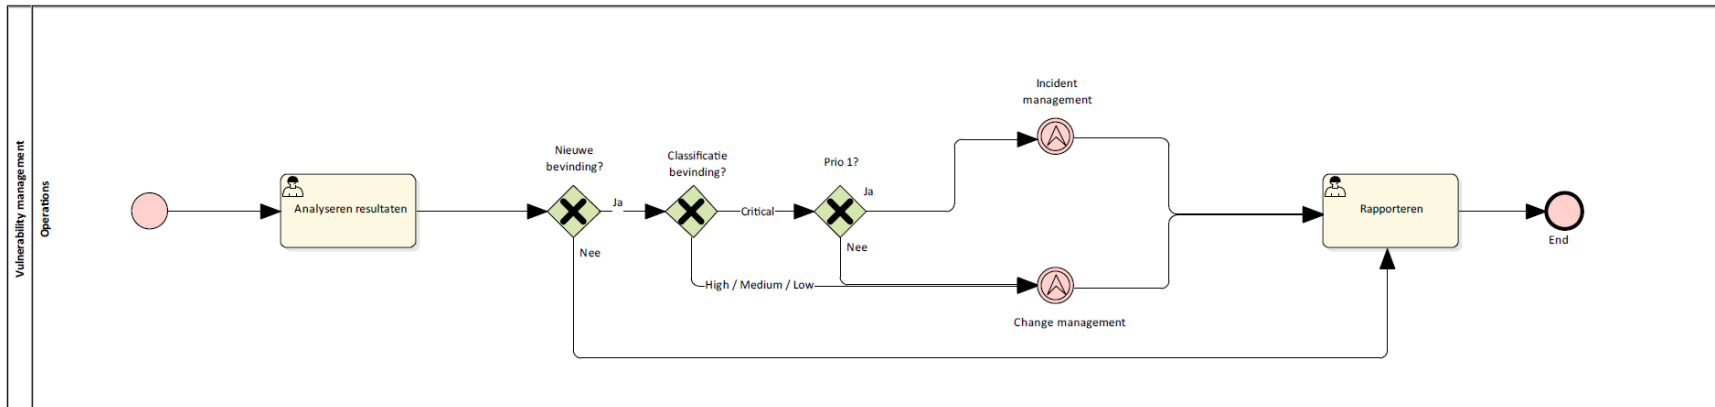 Vulnerability management
Operations
Analyseren resultaten
Nieuwe
bevinding?
Ja
Nee
Classificatie
bevinding?
Critical
High / Medium / Low
Prio 1?
Ja
Nee
Incident
management
Change management
Rapporteren
End